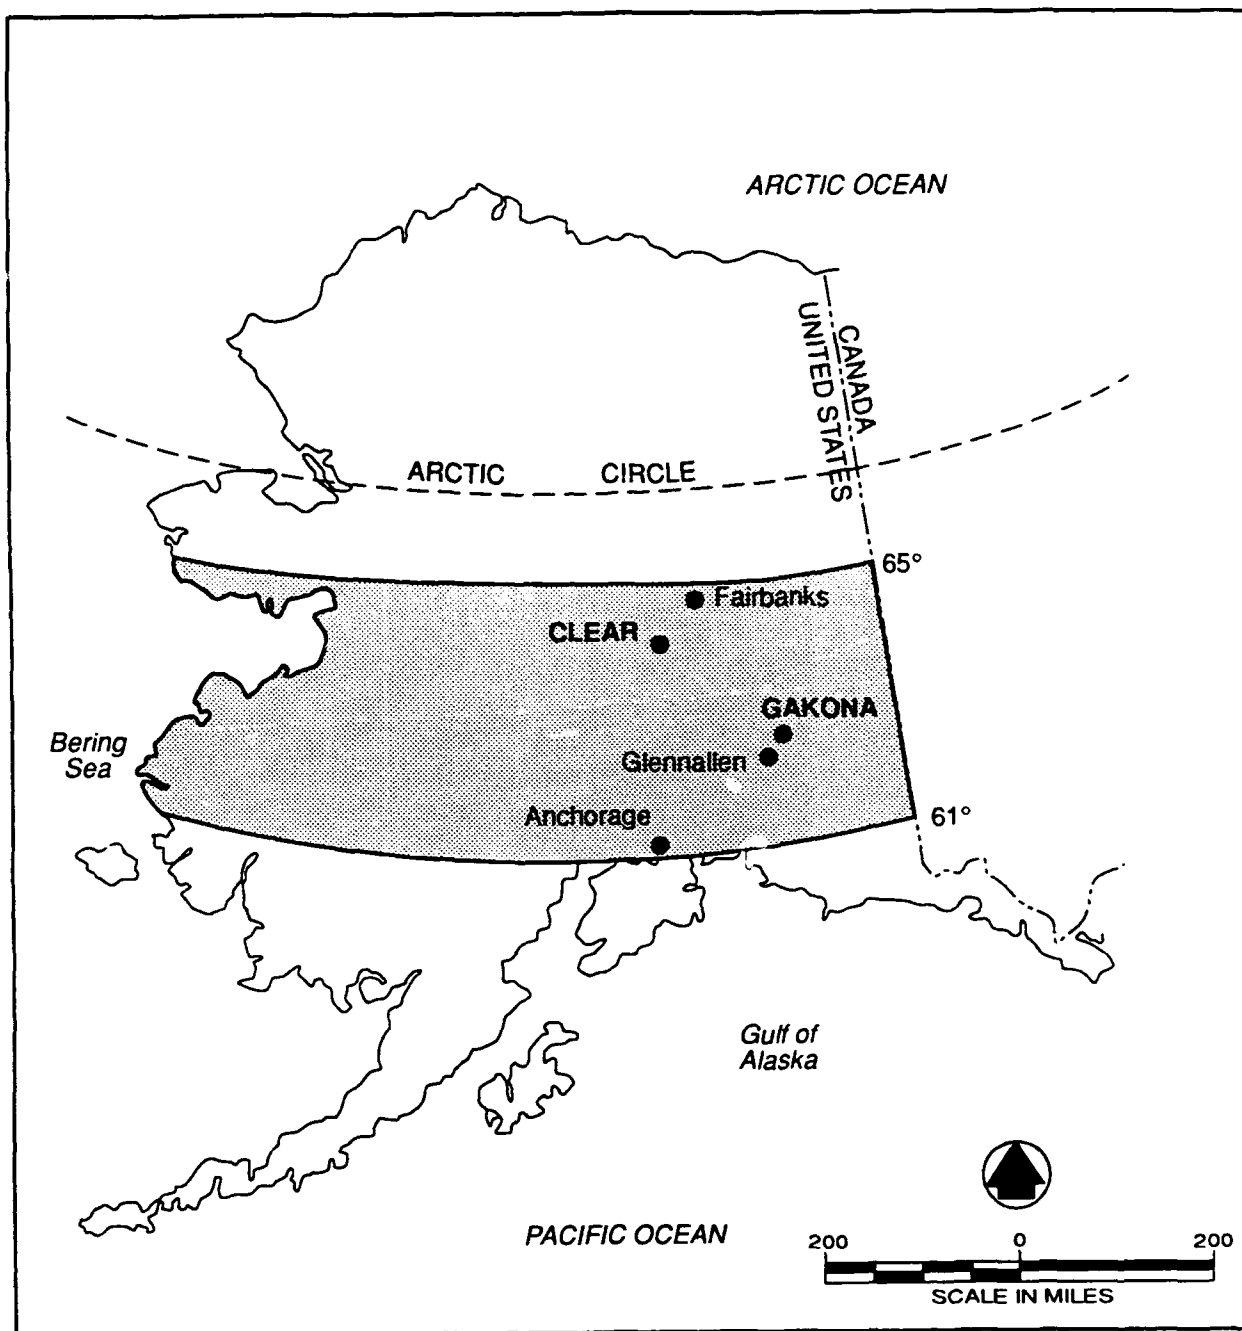 ARCTIC OCEAN
CANADA
UNITED STATES
ARCTIC CIRCLE
65°
Fairbanks
CLEAR
GAKONA
Bering
Sea
Glennallen
Anchorage
61°
Gulf of
Alaska
PACIFIC OCEAN
200 0 200
SCALE IN MILES